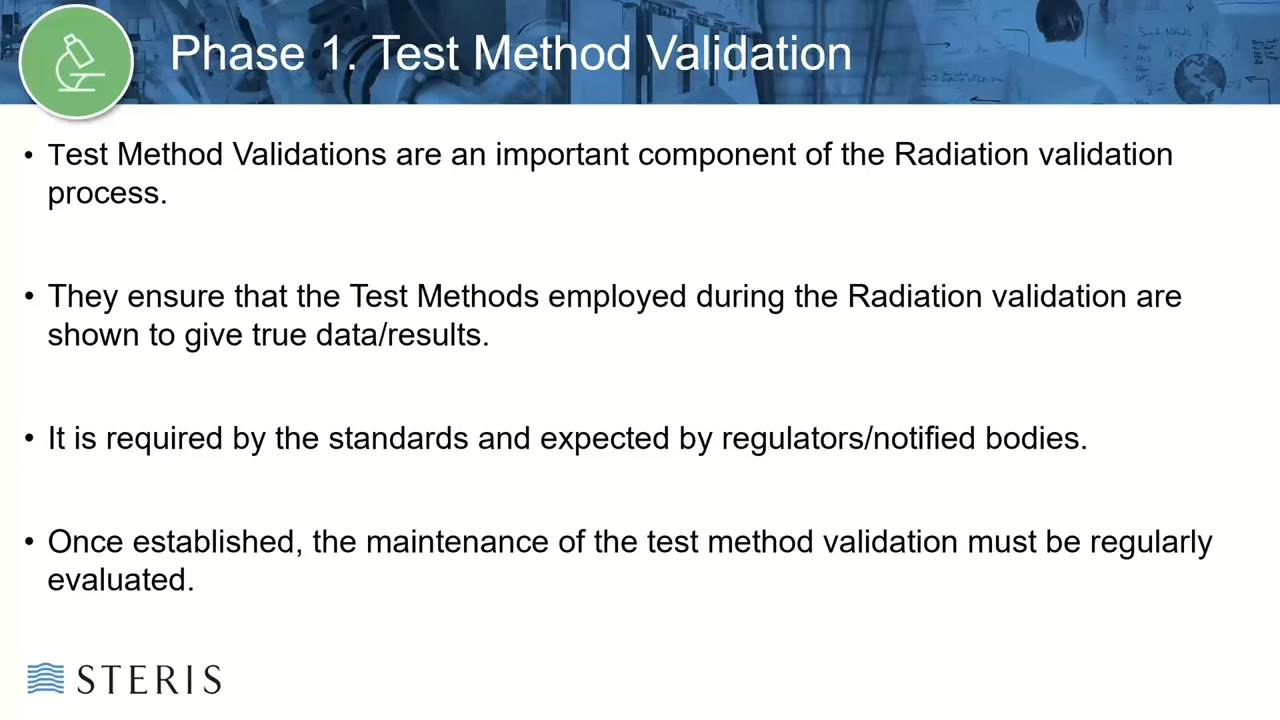 Phase 1. Test Method Validation
• Test Method Validations are an important component of the Radiation validation
process.
• They ensure that the Test Methods employed during the Radiation validation are
shown to give true data/results.
• It is required by the standards and expected by regulators/notified bodies.
• Once established, the maintenance of the test method validation must be regularly
evaluated.
STERIS